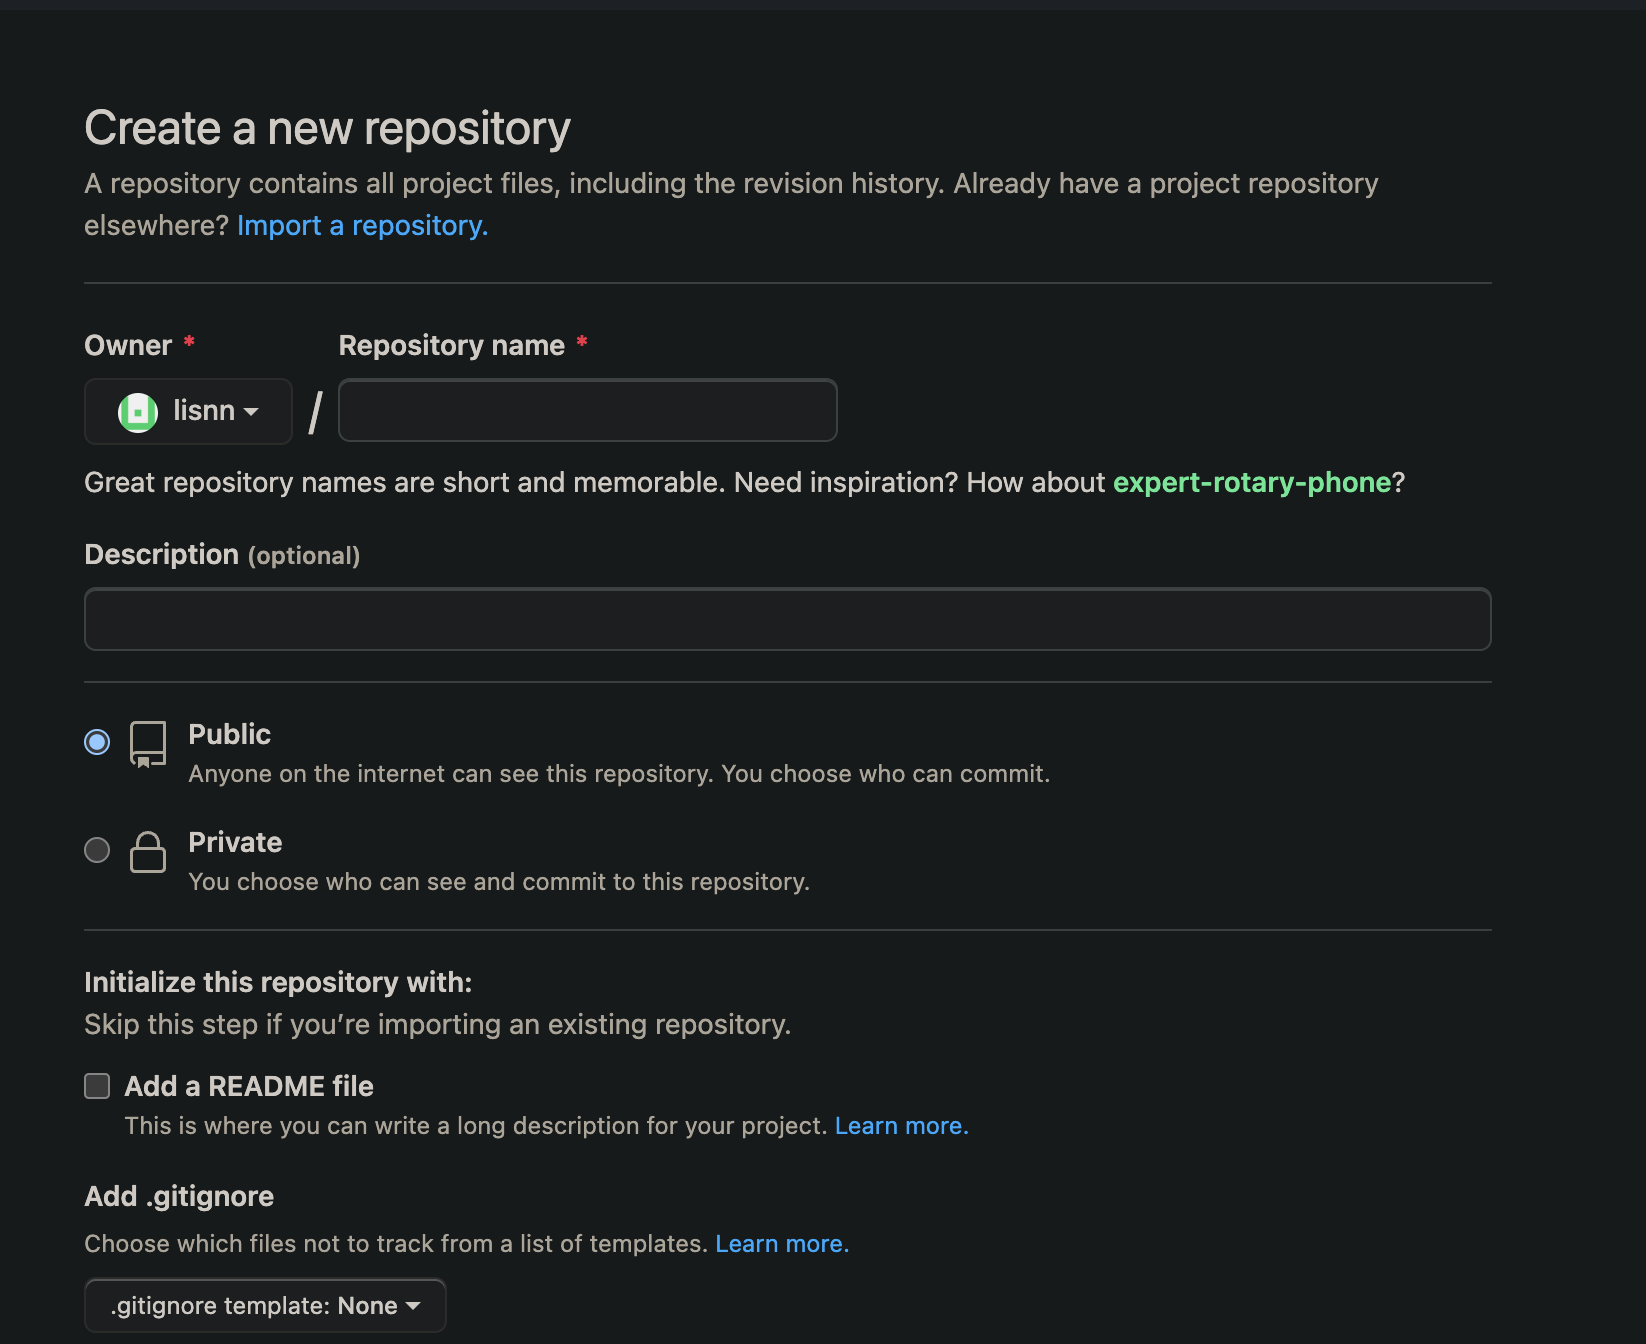 Create a new repository
A repository contains all project files, including the revision history. Already have a project repository
elsewhere? Import a repository.
Owner *
Repository name *
lisnn
/
Great repository names are short and memorable. Need inspiration? How about expert-rotary-phone?
Description (optional)
Public
Anyone on the internet can see this repository. You choose who can commit.
Private
You choose who can see and commit to this repository.
Initialize this repository with:
Skip this step if you’re importing an existing repository.
Add a README file
This is where you can write a long description for your project. Learn more.
Add .gitignore
Choose which files not to track from a list of templates. Learn more.
.gitignore template: None